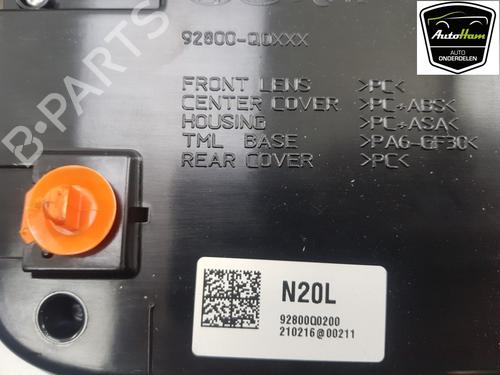 AutoHam
AUTO
ONDERDELEN
92800-Q0XXX
FRONT LENS >PC<
CENTER COVER >PC+ABS<
HOUSING >PC+ASA<
TML BASE >PA6-GF30<
REAR COVER >PC<
B-PARTS
N20L
92800Q0200
210216@00211